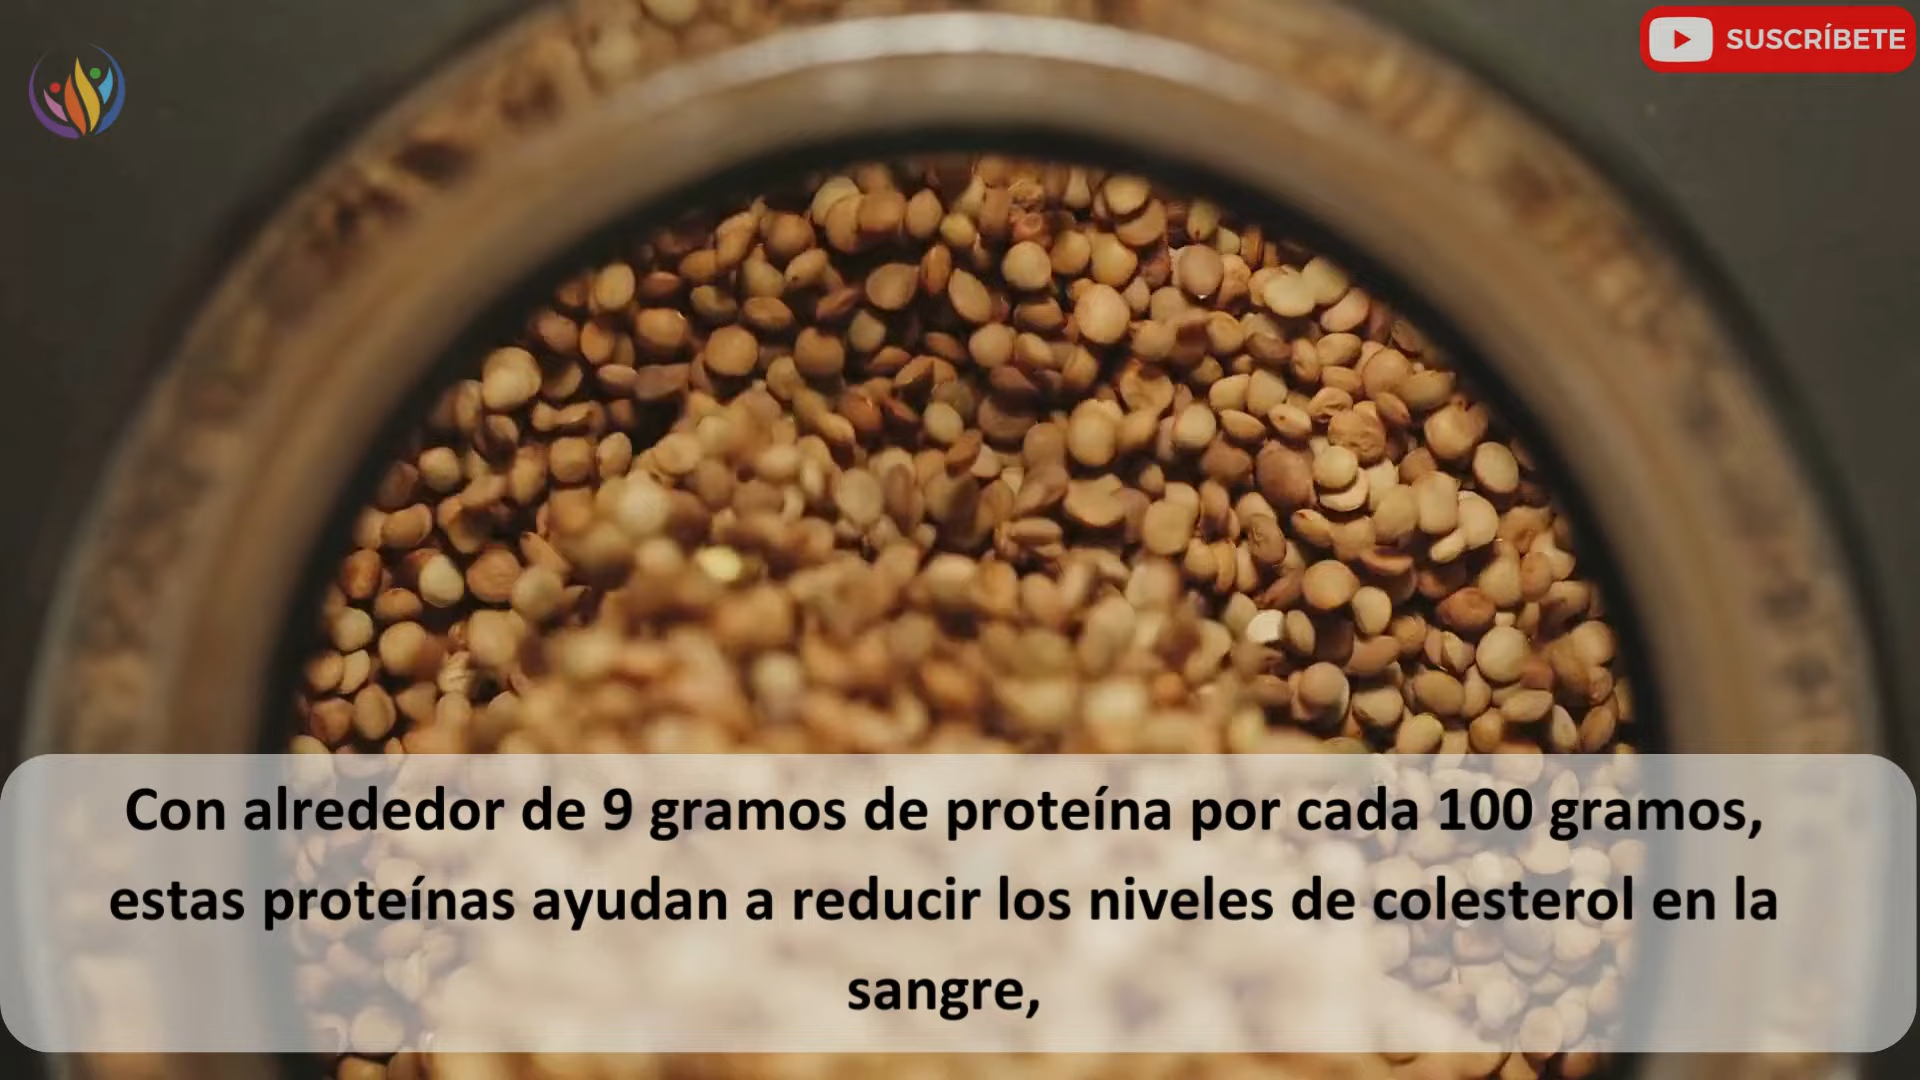 SUSCRÍBETE
Con alrededor de 9 gramos de proteína por cada 100 gramos,
estas proteínas ayudan a reducir los niveles de colesterol en la
sangre,